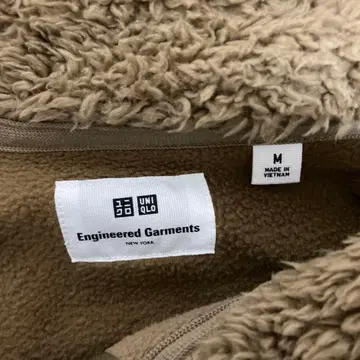 ユニ UNI
クロ QLO
Engineered Garments
NEW YORK
M
MADE IN
VIETNAM